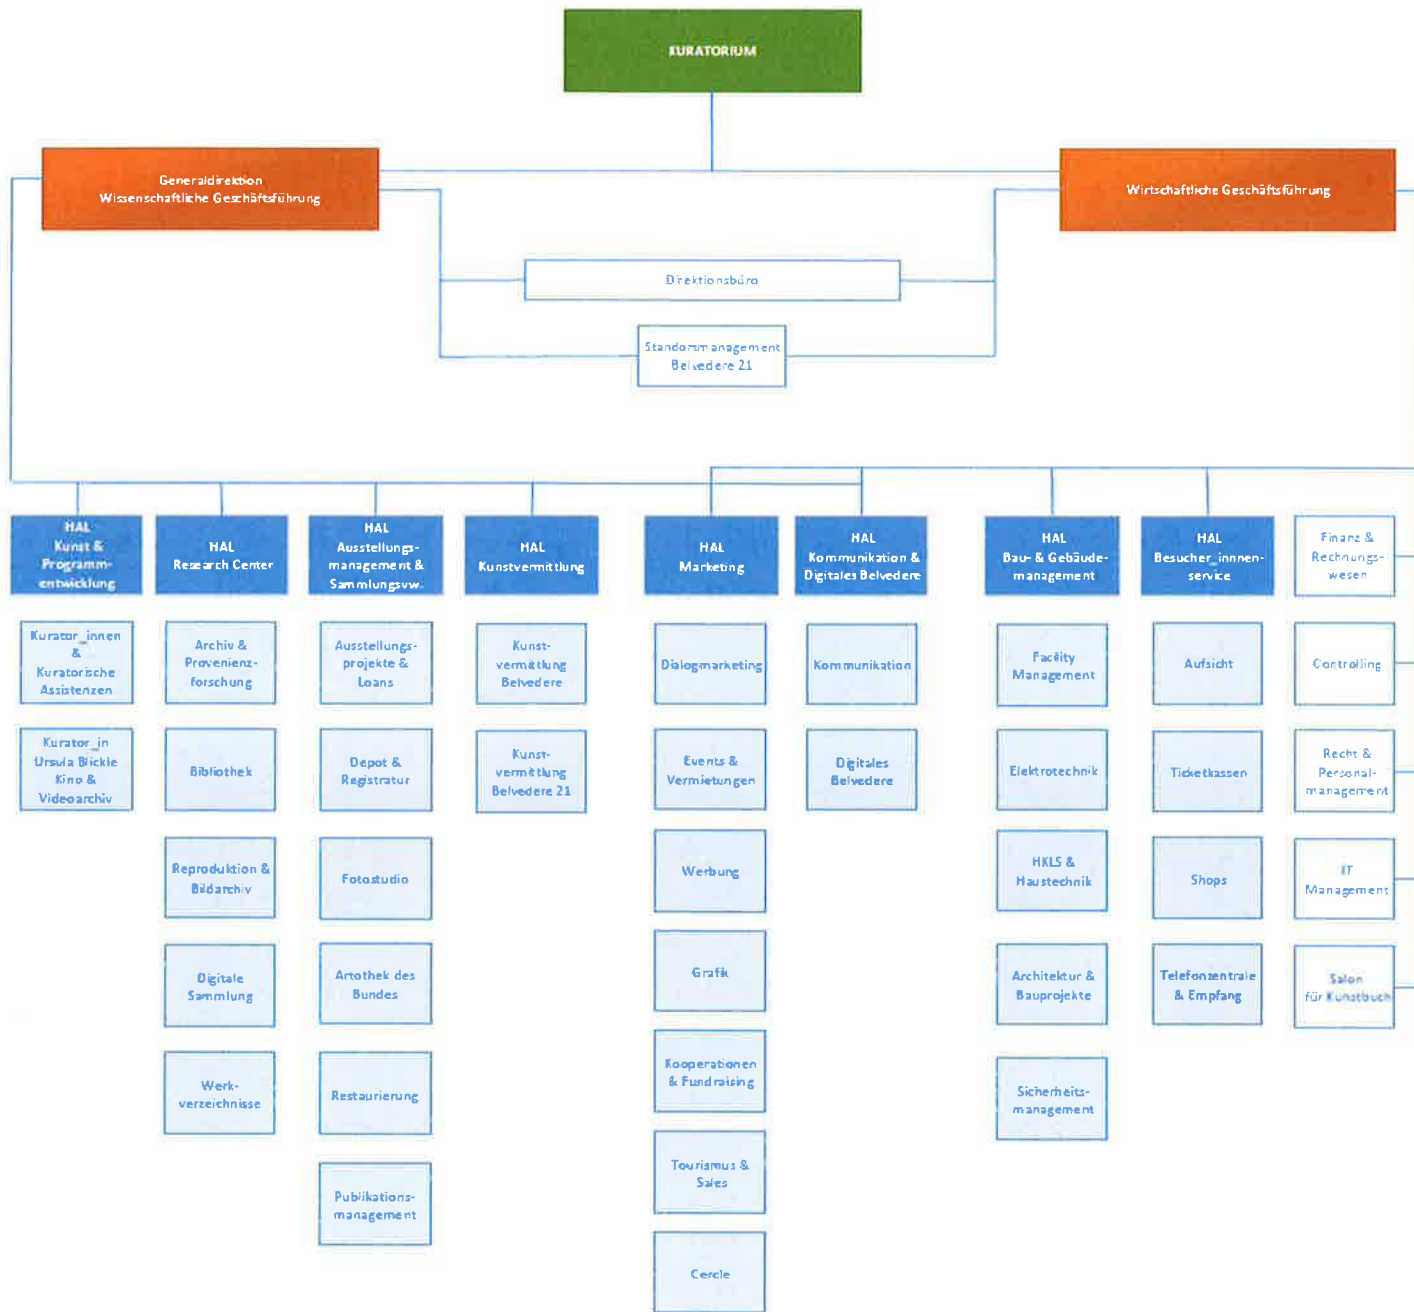 KURATORIUM
Generaldirektion
Wissenschaftliche Geschäftsführung
Wirtschaftliche Geschäftsführung
Direktionsbüro
Standortmanagement
Belvedere 21
HAL
Kunst &
Programm-
entwicklung
HAL
Research Center
HAL
Ausstellungs-
management &
Sammlungsvw.
HAL
Kunstvermittlung
HAL
Marketing
HAL
Kommunikation &
Digitales Belvedere
HAL
Bau- & Gebäude-
management
HAL
Besucher_innnen-
service
Finanz &
Rechnungs-
wesen
Kurator_innen
&
Kuratorische
Assistenzen
Archiv &
Provenienz-
forschung
Ausstellungs-
projekte &
Loans
Kunst-
vermittlung
Belvedere
Dialogmarketing
Kommunikation
Facility
Management
Aufsicht
Controlling
Kurator_in
Ursula Blickle
Kino &
Videoarchiv
Bibliothek
Depot &
Registratur
Kunst-
vermittlung
Belvedere 21
Events &
Vermietungen
Digitales
Belvedere
Elektrotechnik
Ticketkassen
Recht &
Personal-
management
Reproduktion &
Bildarchiv
Fotostudio
Werbung
HKLS &
Haustechnik
Shops
IT
Management
Digitale
Sammlung
Artothek des
Bundes
Grafik
Architektur &
Bauprojekte
Telefonzentrale
& Empfang
Salon
für Kunstbuch
Werk-
verzeichnisse
Restaurierung
Kooperationen
& Fundraising
Sicherheits-
management
Publikations-
management
Tourismus &
Sales
Cercle